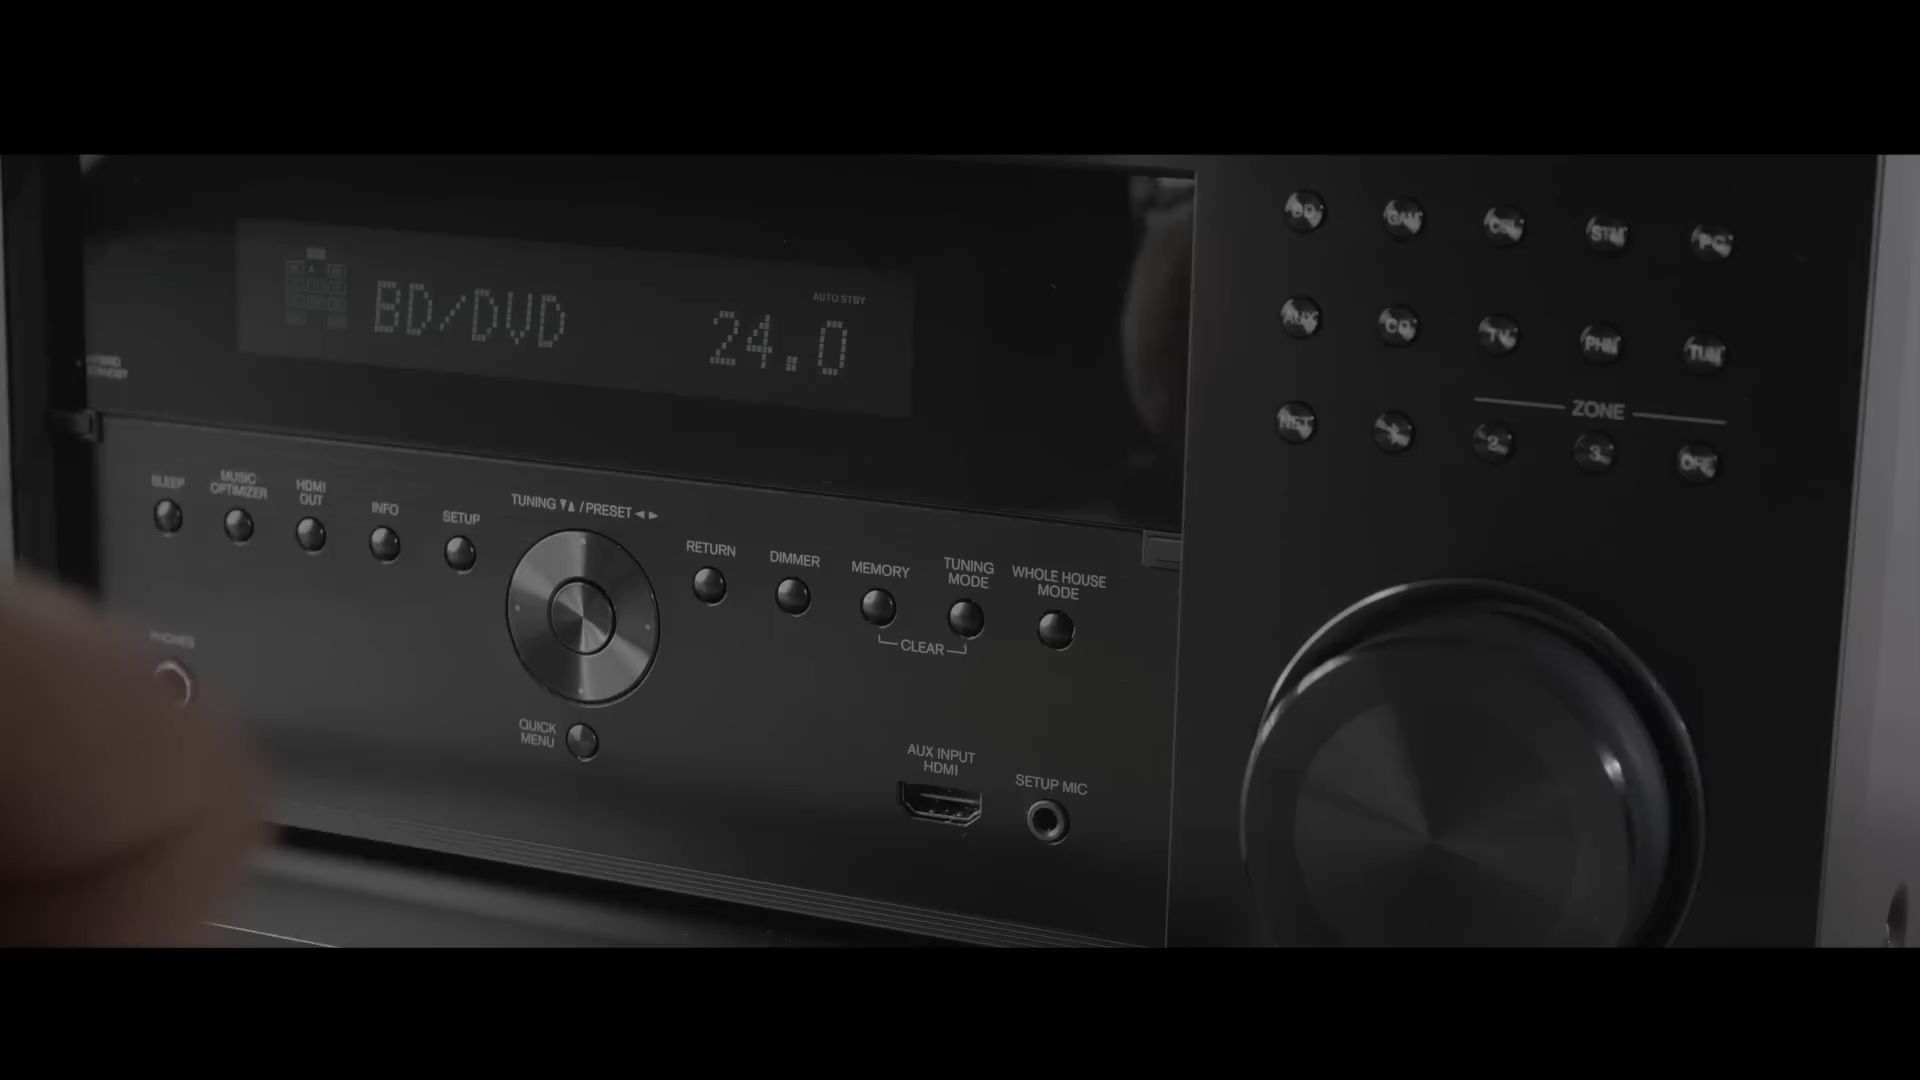 BD/DVD
AUTO STBY
24.0
BD
GAM
CBL
STM
PC
AUX
CD
TV
PHN
TUN
ZONE
NET
2
3
OFF
SLEEP
MUSIC
OPTIMIZER
HDMI
OUT
INFO
SETUP
TUNING ▼▲ / PRESET ◄ ►
RETURN
DIMMER
MEMORY
TUNING
MODE
WHOLE HOUSE
MODE
CLEAR
PHONES
QUICK
MENU
AUX INPUT
HDMI
SETUP MIC